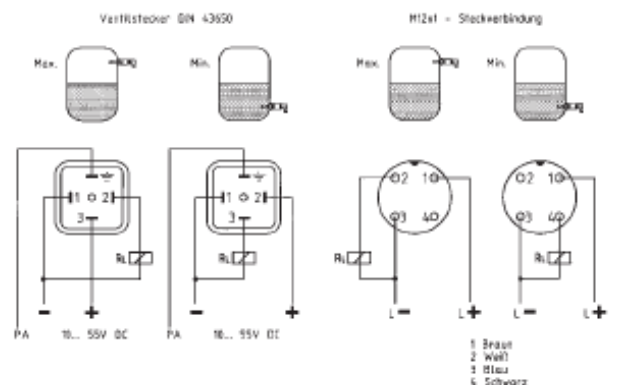 Ventilstecker DIN 43650
M12x1 - Steckverbindung
Max.
Min.
Max.
Min.
1 2
3
RL
1 2
3
RL
2 1
3 4
RL
2 1
3 4
RL
- +
- +
L- L+
L- L+
PA 10... 55V DC
PA 10... 55V DC
1 Braun
2 Weiß
3 Blau
4 Schwarz